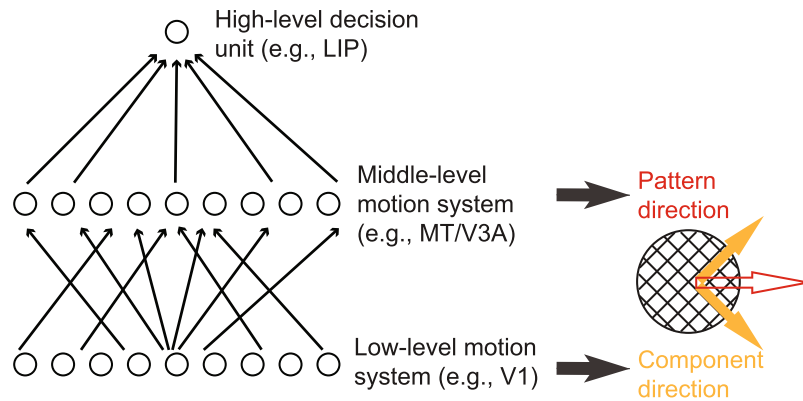 High-level decision
unit (e.g., LIP)
Middle-level
motion system
(e.g., MT/V3A)
Pattern
direction
Low-level motion
system (e.g., V1)
Component
direction